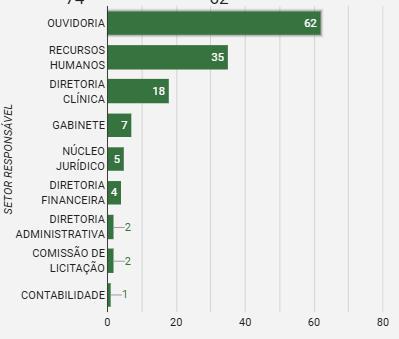 OUVIDORIA
62
RECURSOS
HUMANOS
35
DIRETORIA
CLÍNICA
18
GABINETE
7
NÚCLEO
JURÍDICO
5
DIRETORIA
FINANCEIRA
4
DIRETORIA
ADMINISTRATIVA
2
COMISSÃO DE
LICITAÇÃO
2
CONTABILIDADE
1
SETOR RESPONSÁVEL
0 20 40 60 80